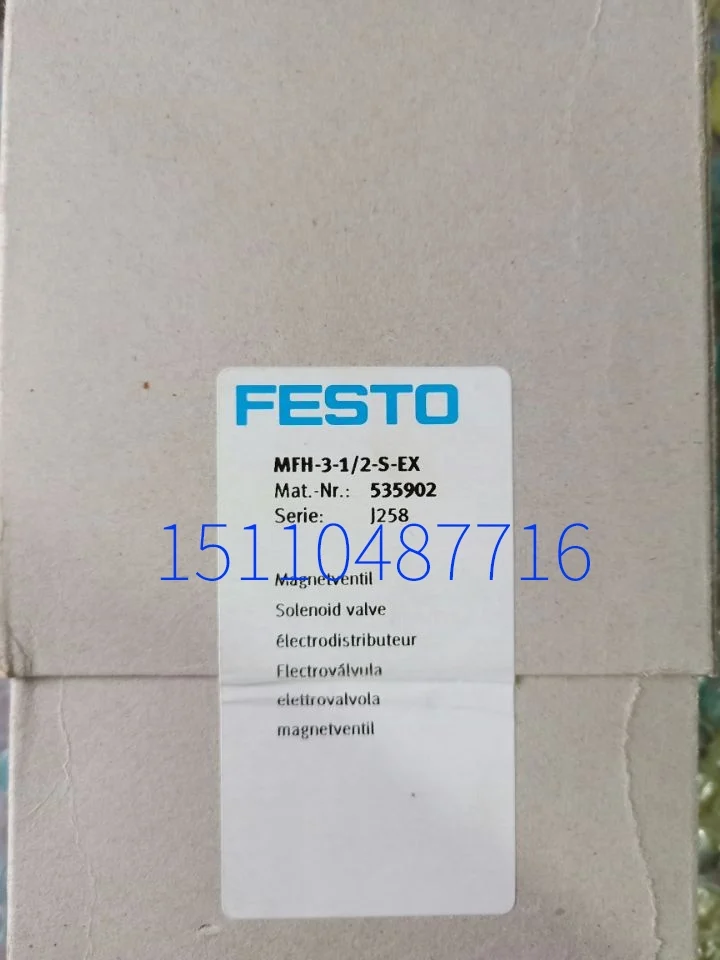 FESTO
MFH-3-1/2-S-EX
Mat.-Nr.: 535902
Serie: J258
15110487716
Magnetventil
Solenoid valve
électrodistributeur
Electroválvula
elettrovalvola
magnetventil